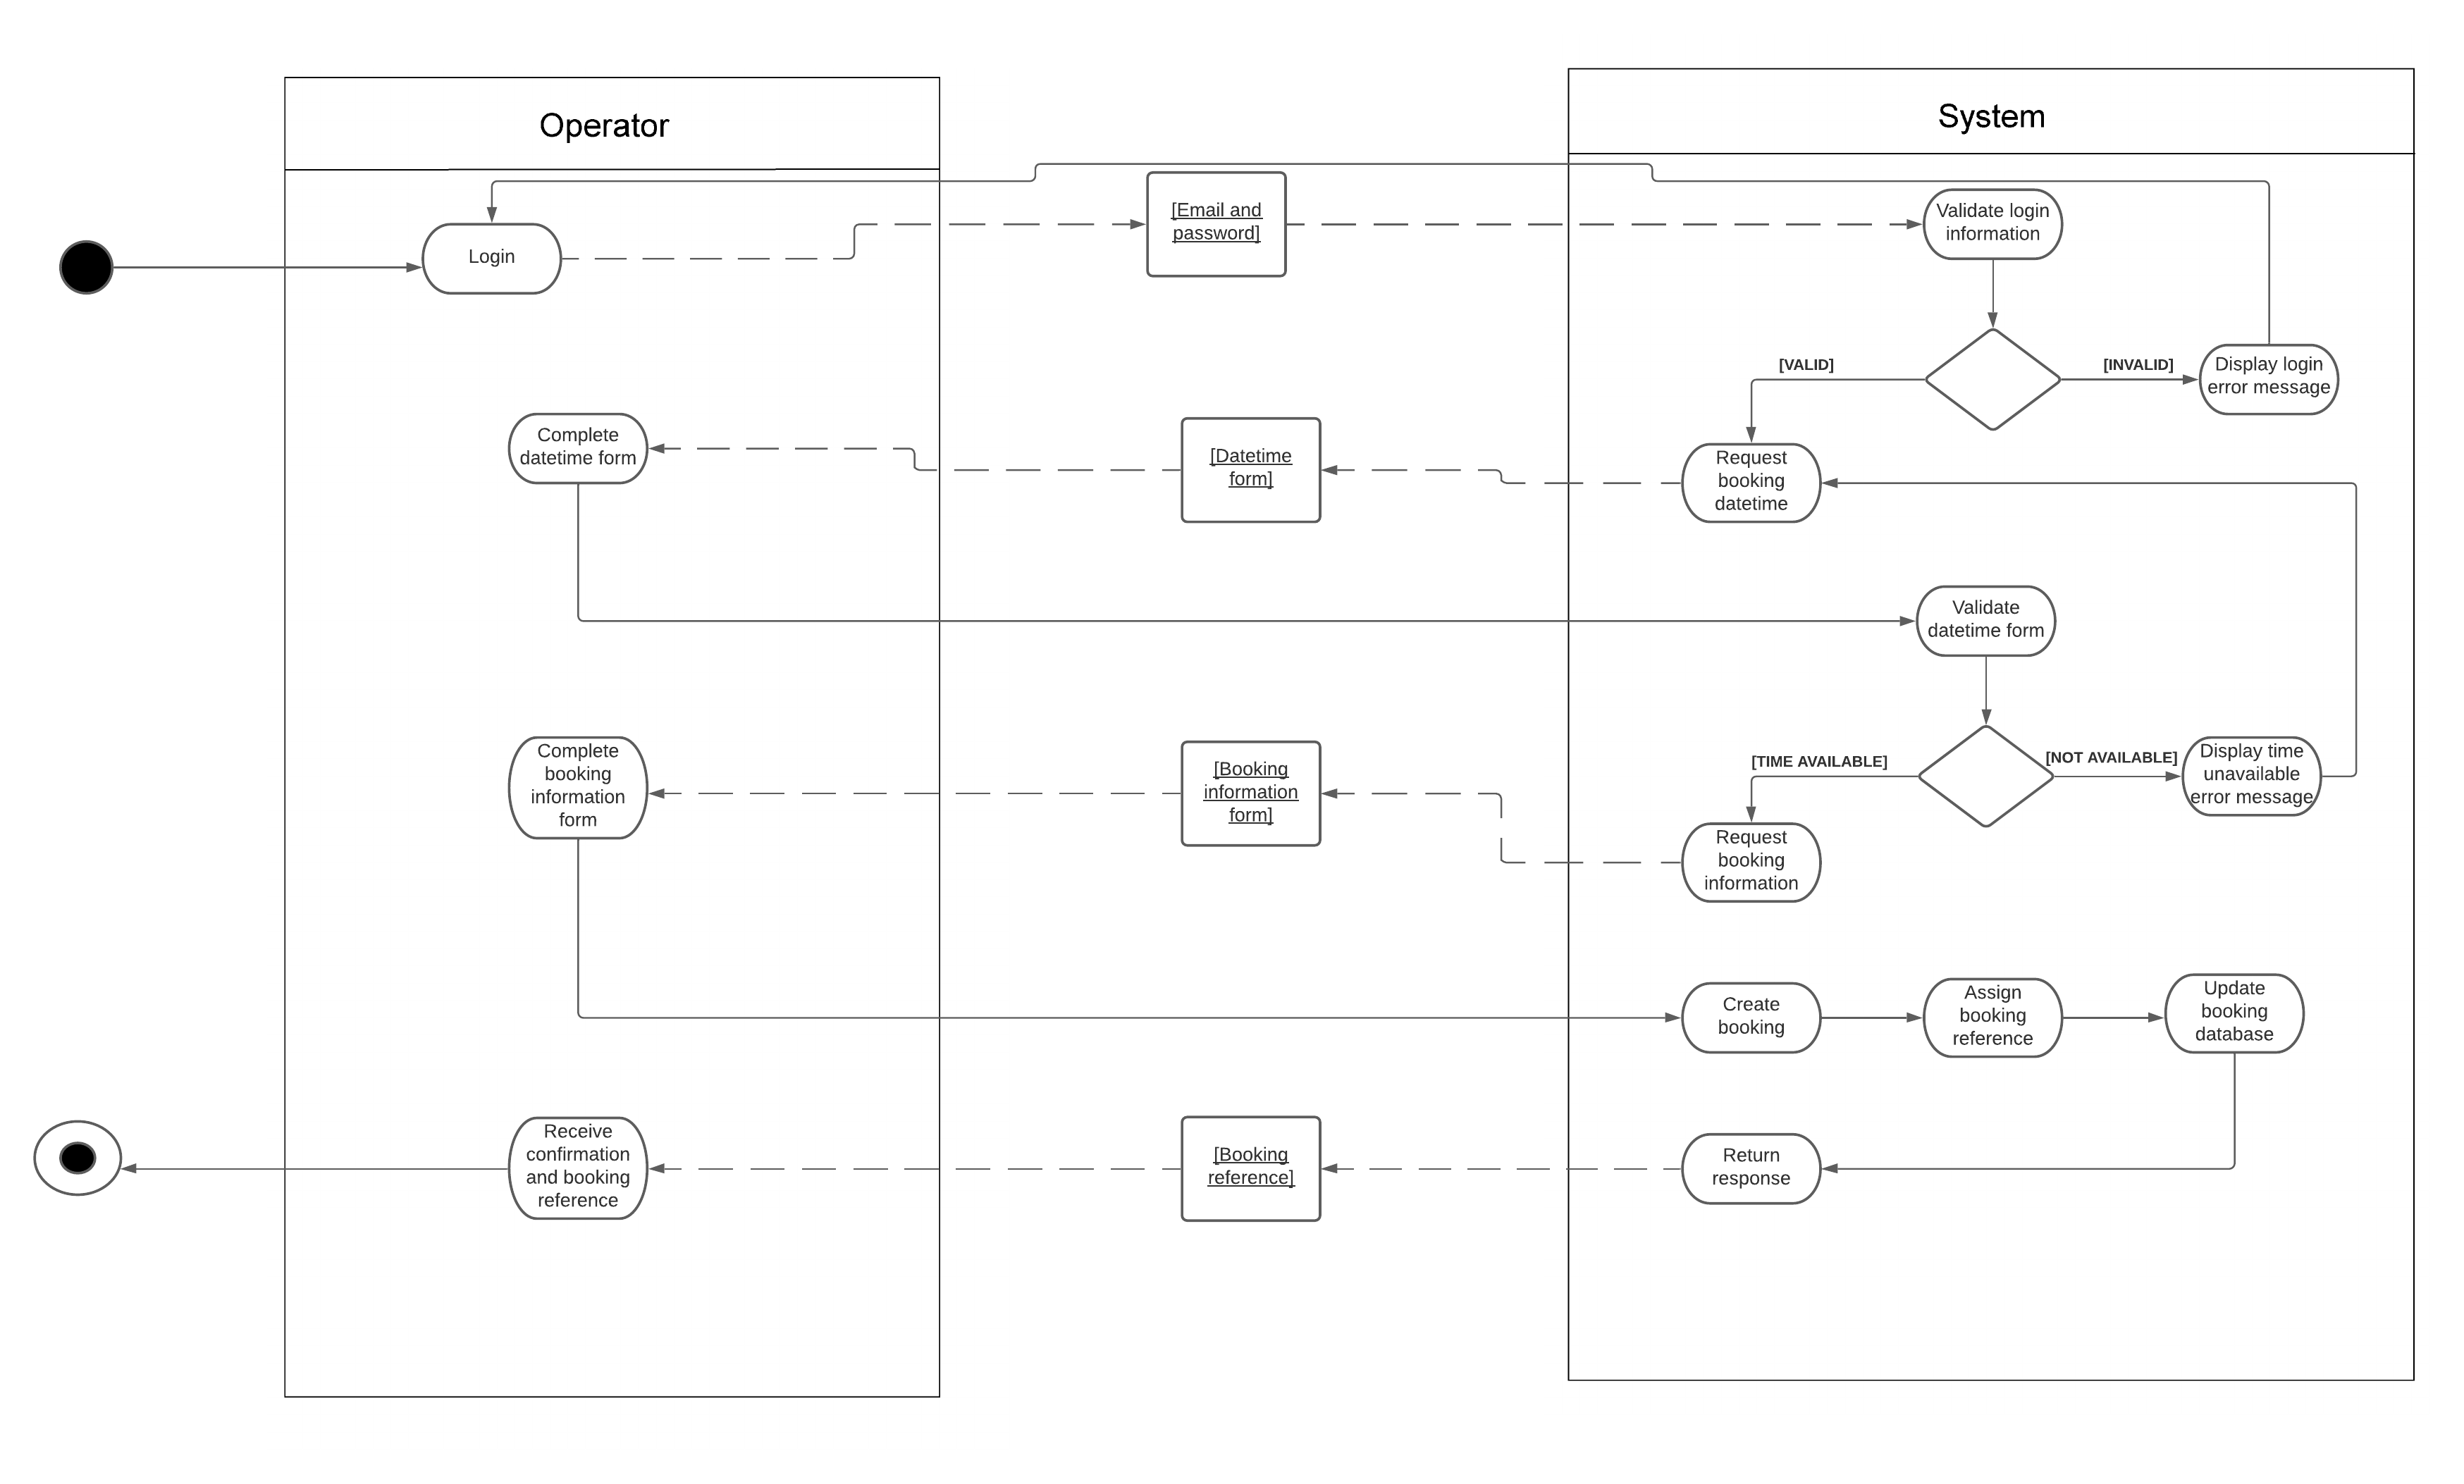 Operator
System
[Email and
password]
Validate login
information
Login
[VALID]
[INVALID]
Display login
error message
Complete
datetime form
[Datetime
form]
Request
booking
datetime
Validate
datetime form
Complete
booking
information
form
[Booking
information
form]
[TIME AVAILABLE]
[NOT AVAILABLE]
Display time
unavailable
error message
Request
booking
information
Create
booking
Assign
booking
reference
Update
booking
database
Receive
confirmation
and booking
reference
[Booking
reference]
Return
response